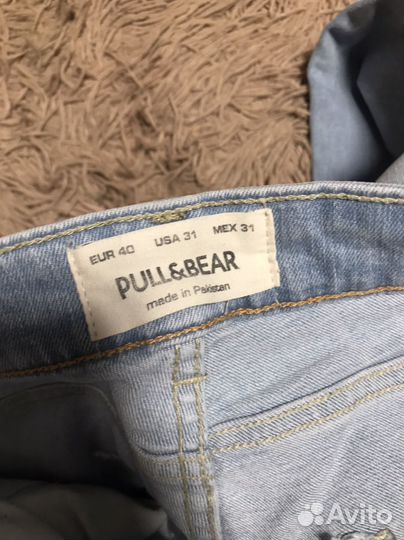 EUR 40 USA 31 MEX 31
PULL&BEAR
made in Pakistan
Avito